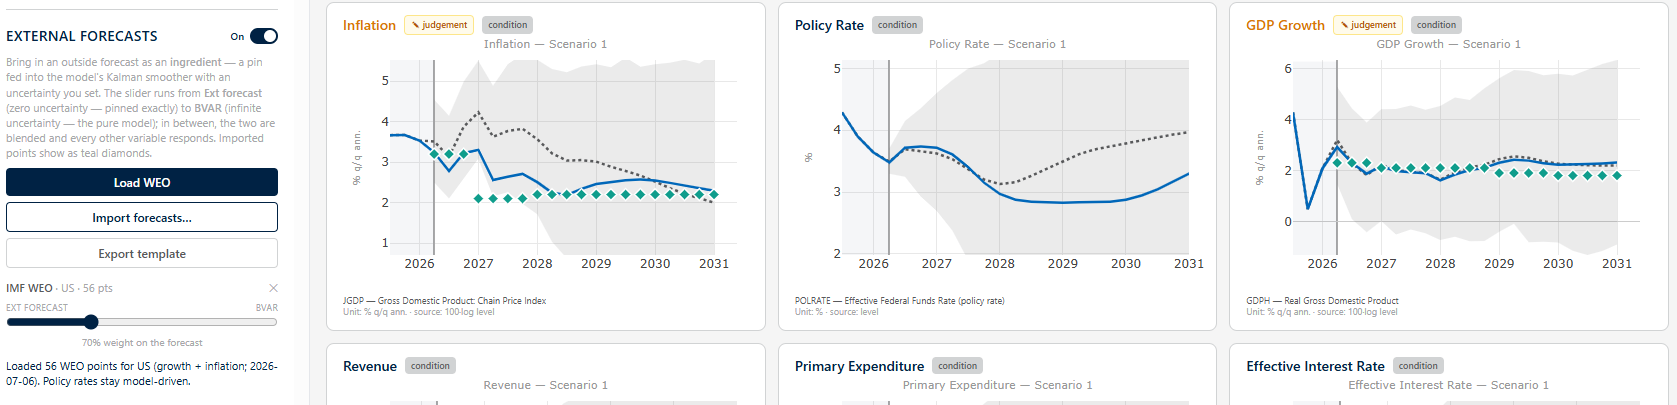 EXTERNAL FORECASTS
On
Bring in an outside forecast as an ingredient — a pin
fed into the model's Kalman smoother with an
uncertainty you set. The slider runs from Ext forecast
(zero uncertainty — pinned exactly) to BVAR (infinite
uncertainty — the pure model); in between, the two are
blended and every other variable responds. Imported
points show as teal diamonds.
Load WEO
Import forecasts...
Export template
IMF WEO · US · 56 pts
EXT FORECAST
BVAR
70% weight on the forecast
Loaded 56 WEO points for US (growth + inflation; 2026-
07-06). Policy rates stay model-driven.
Inflation
judgement
condition
Inflation — Scenario 1
5
4
3
2
1
% q/q ann.
2026 2027 2028 2029 2030 2031
JGDP — Gross Domestic Product: Chain Price Index
Unit: % q/q ann. · source: 100·log level
Policy Rate
condition
Policy Rate — Scenario 1
5
4
3
2
%
2026 2027 2028 2029 2030 2031
POLRATE — Effective Federal Funds Rate (policy rate)
Unit: % · source: level
GDP Growth
judgement
condition
GDP Growth — Scenario 1
6
4
2
0
% q/q ann.
2026 2027 2028 2029 2030 2031
GDPH — Real Gross Domestic Product
Unit: % q/q ann. · source: 100·log level
Revenue
condition
Revenue — Scenario 1
Primary Expenditure
condition
Primary Expenditure — Scenario 1
Effective Interest Rate
condition
Effective Interest Rate — Scenario 1